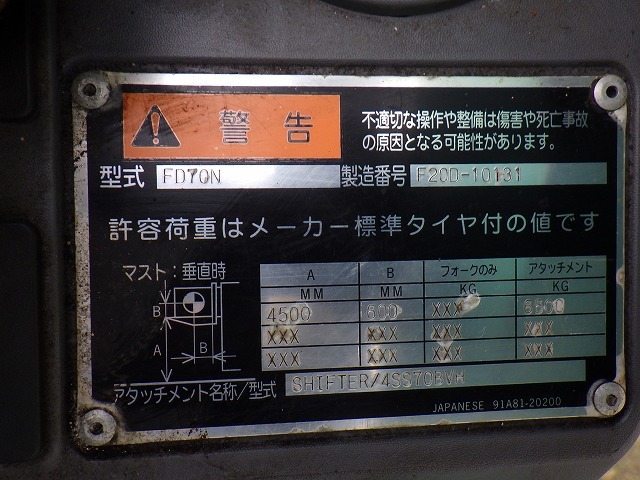 警告
不適切な操作や整備は傷害や死亡事故
の原因となる可能性があります。
型式 FD70N 製造番号 F20D-10131
許容荷重はメーカー標準タイヤ付の値です
マスト:垂直時
A B フォークのみ アタッチメント
MM MM KG KG
4500 600 XXX
XXX XXX XXX XXX
XXX XXX XXX XXX
B
A B
アタッチメント名称/型式 SHIFTER/4SS70BVH
JAPANESE 91A81-20200